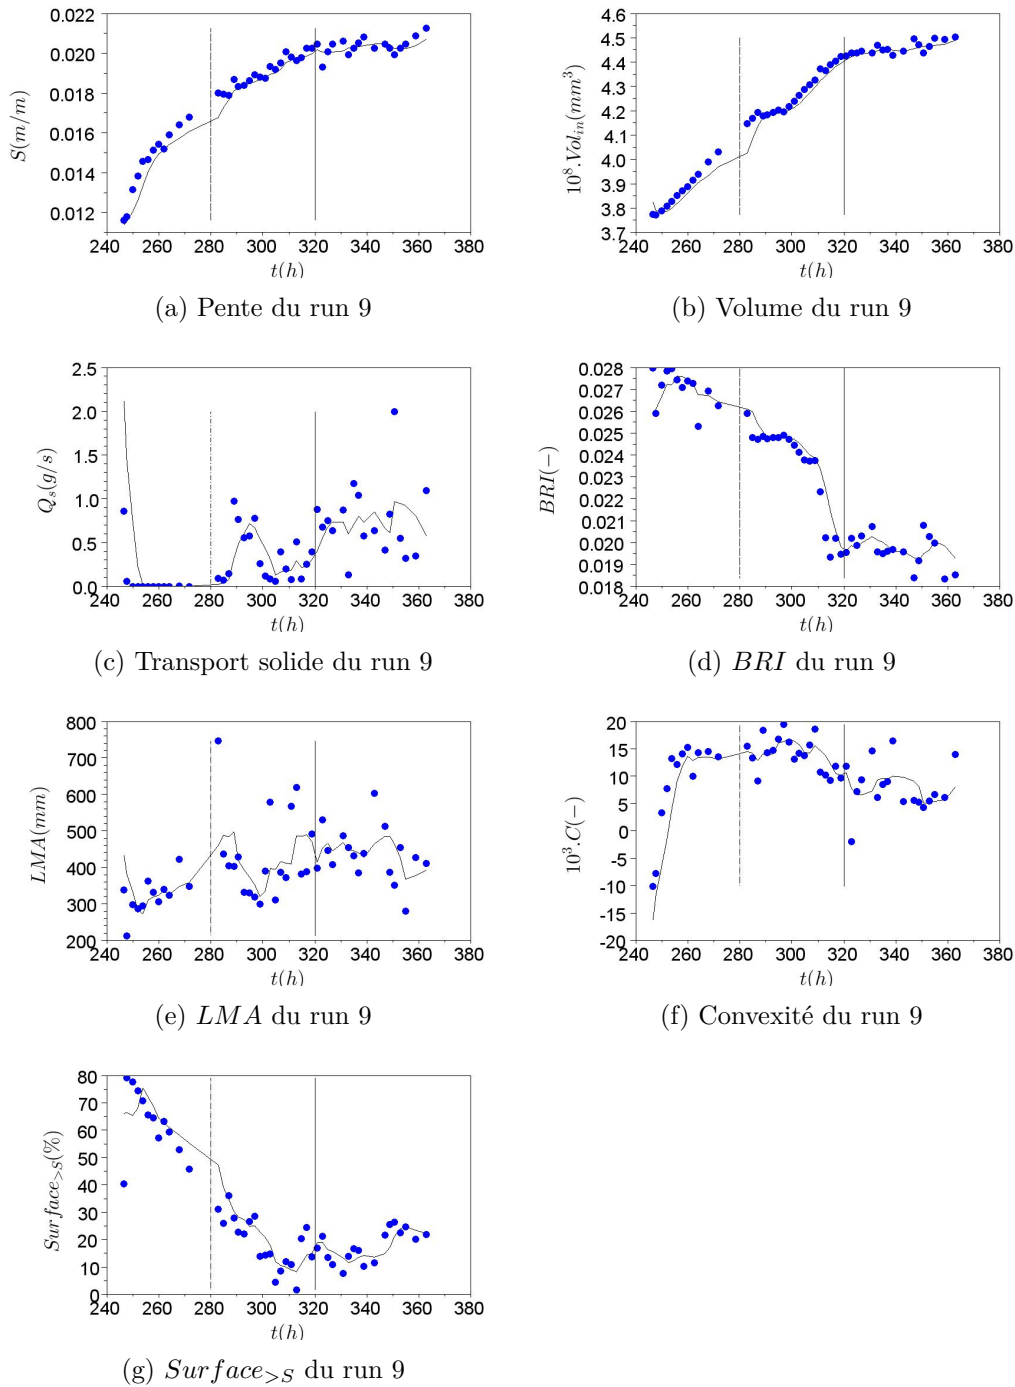 0.022
0.020
0.018
0.016
0.014
0.012
S(m/m)
240 260 280 300 320 340 360 380
t(h)
(a) Pente du run 9
4.6
4.5
4.4
4.3
4.2
4.1
4.0
3.9
3.8
3.7
10⁸.Vol_in(mm³)
240 260 280 300 320 340 360 380
t(h)
(b) Volume du run 9
2.5
2.0
1.5
1.0
0.5
0.0
Q_s(g/s)
240 260 280 300 320 340 360 380
t(h)
(c) Transport solide du run 9
0.028
0.027
0.026
0.025
0.024
0.023
0.022
0.021
0.020
0.019
0.018
BRI(−)
240 260 280 300 320 340 360 380
t(h)
(d) BRI du run 9
800
700
600
500
400
300
200
LMA(mm)
240 260 280 300 320 340 360 380
t(h)
(e) LMA du run 9
20
15
10
5
0
-5
-10
-15
-20
10³.C(−)
240 260 280 300 320 340 360 380
t(h)
(f) Convexité du run 9
80
70
60
50
40
30
20
10
0
Surface_{>S}(%)
240 260 280 300 320 340 360 380
t(h)
(g) Surface_{>S} du run 9